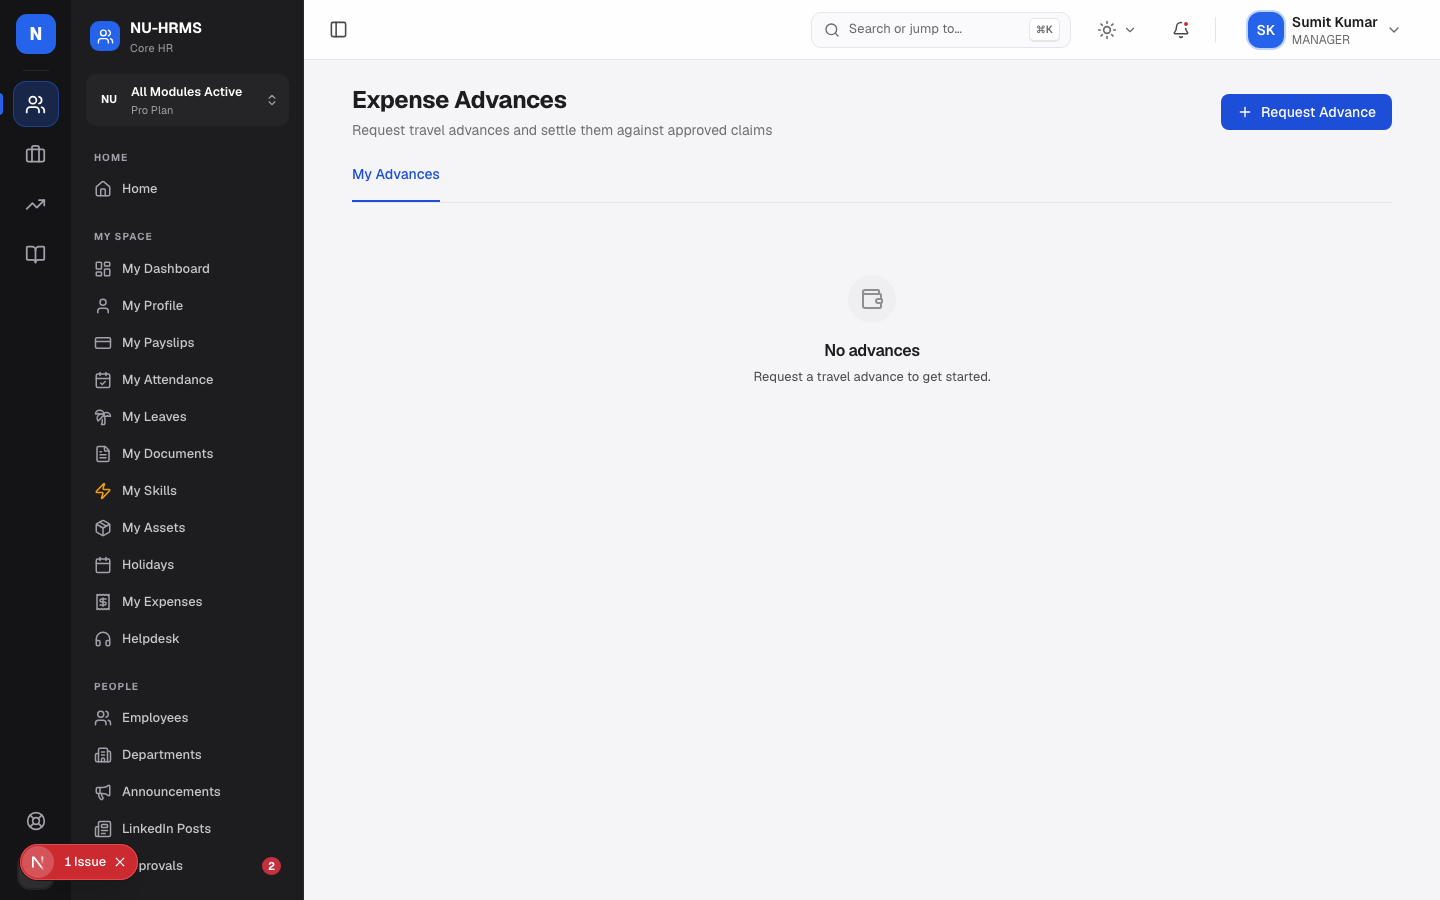 N
NU-HRMS
Core HR
NU
All Modules Active
Pro Plan
HOME
Home
MY SPACE
My Dashboard
My Profile
My Payslips
My Attendance
My Leaves
My Documents
My Skills
My Assets
Holidays
My Expenses
Helpdesk
PEOPLE
Employees
Departments
Announcements
LinkedIn Posts
provals
2
N
1 Issue
Search or jump to...
⌘K
SK
Sumit Kumar
MANAGER
Expense Advances
Request travel advances and settle them against approved claims
Request Advance
My Advances
No advances
Request a travel advance to get started.